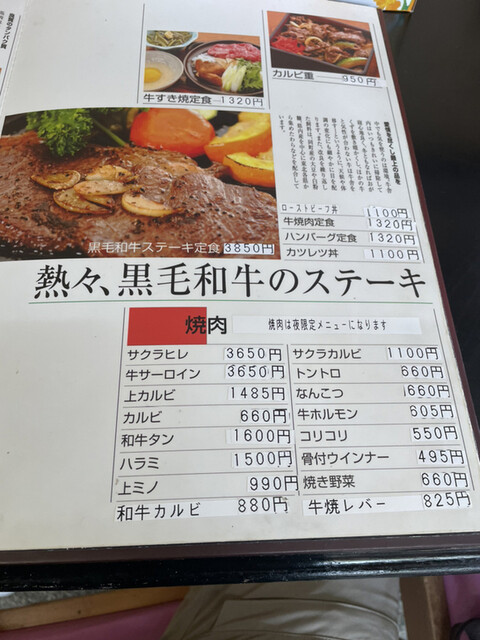 牛すき焼定食 1320円
カルビ重 950円
ローストビーフ丼 1100円
牛焼肉定食 1320円
ハンバーグ定食 1320円
カツレツ丼 1100円
黒毛和牛ステーキ定食 3850円
熱々、黒毛和牛のステーキ
焼肉 焼肉は夜限定メニューになります
サクラヒレ 3650円
牛サーロイン 3650円
上カルビ 1485円
カルビ 660円
和牛タン 1600円
ハラミ 1500円
上ミノ 990円
和牛カルビ 880円
サクラカルビ 1100円
トントロ 660円
なんこつ 660円
牛ホルモン 605円
コリコリ 550円
骨付ウインナー 495円
焼き野菜 660円
牛焼レバー 825円